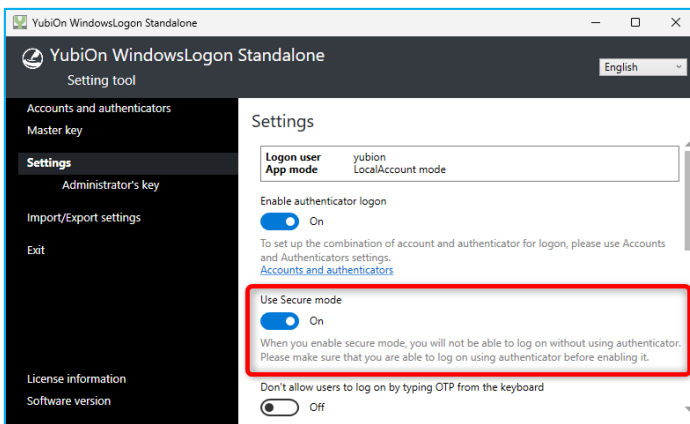 YubiOn WindowsLogon Standalone
YubiOn WindowsLogon Standalone
Setting tool
English
Accounts and authenticators
Master key
Settings
Administrator's key
Import/Export settings
Exit
License information
Software version
Settings
Logon user yubion
App mode LocalAccount mode
Enable authenticator logon
On
To set up the combination of account and authenticator for logon, please use Accounts
and Authenticators settings.
Accounts and authenticators
Use Secure mode
On
When you enable secure mode, you will not be able to log on without using authenticator.
Please make sure that you are able to log on using authenticator before enabling it.
Don't allow users to log on by typing OTP from the keyboard
Off